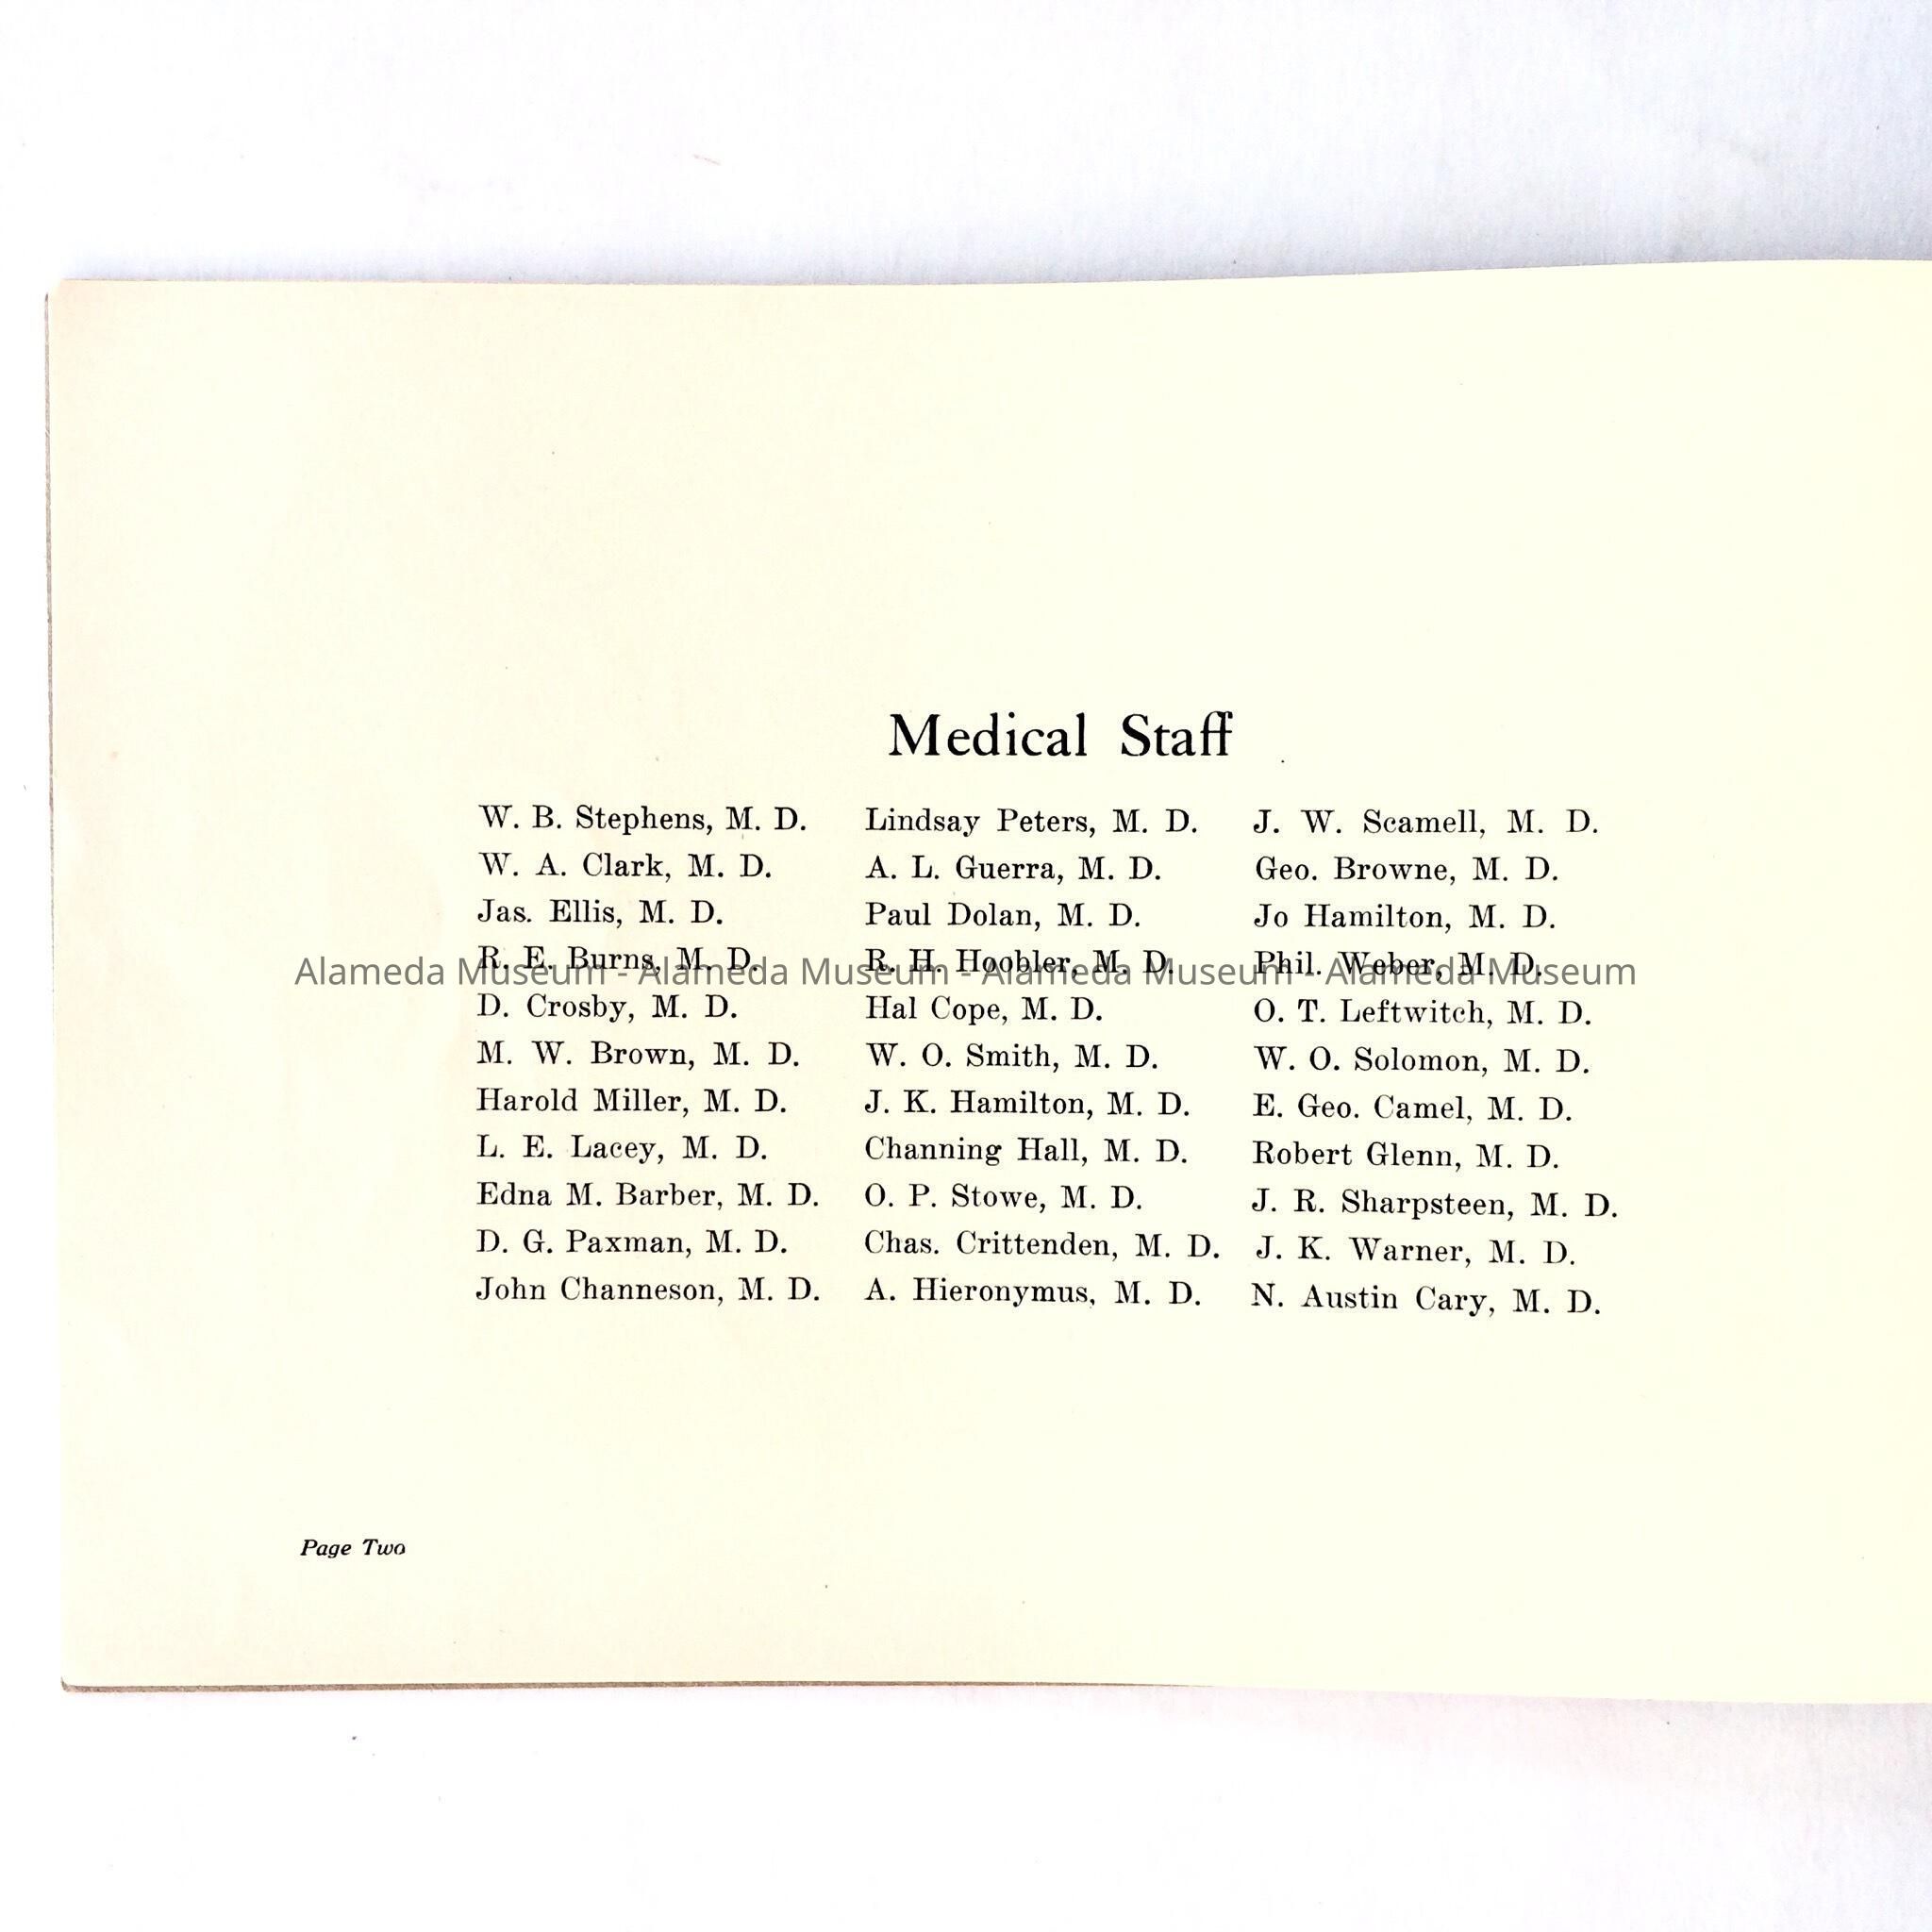 Medical Staff
W. B. Stephens, M. D.
W. A. Clark, M. D.
Jas. Ellis, M. D.
R. E. Burns, M. D.
D. Crosby, M. D.
M. W. Brown, M. D.
Harold Miller, M. D.
L. E. Lacey, M. D.
Edna M. Barber, M. D.
D. G. Paxman, M. D.
John Channeson, M. D.
Lindsay Peters, M. D.
A. L. Guerra, M. D.
Paul Dolan, M. D.
R. H. Hoobler, M. D.
Hal Cope, M. D.
W. O. Smith, M. D.
J. K. Hamilton, M. D.
Channing Hall, M. D.
O. P. Stowe, M. D.
Chas. Crittenden, M. D.
A. Hieronymus, M. D.
J. W. Scamell, M. D.
Geo. Browne, M. D.
Jo Hamilton, M. D.
Phil. Weber, M. D.
O. T. Leftwitch, M. D.
W. O. Solomon, M. D.
E. Geo. Camel, M. D.
Robert Glenn, M. D.
J. R. Sharpsteen, M. D.
J. K. Warner, M. D.
N. Austin Cary, M. D.
Alameda Museum - Alameda Museum - Alameda Museum - Alameda Museum
Page Two